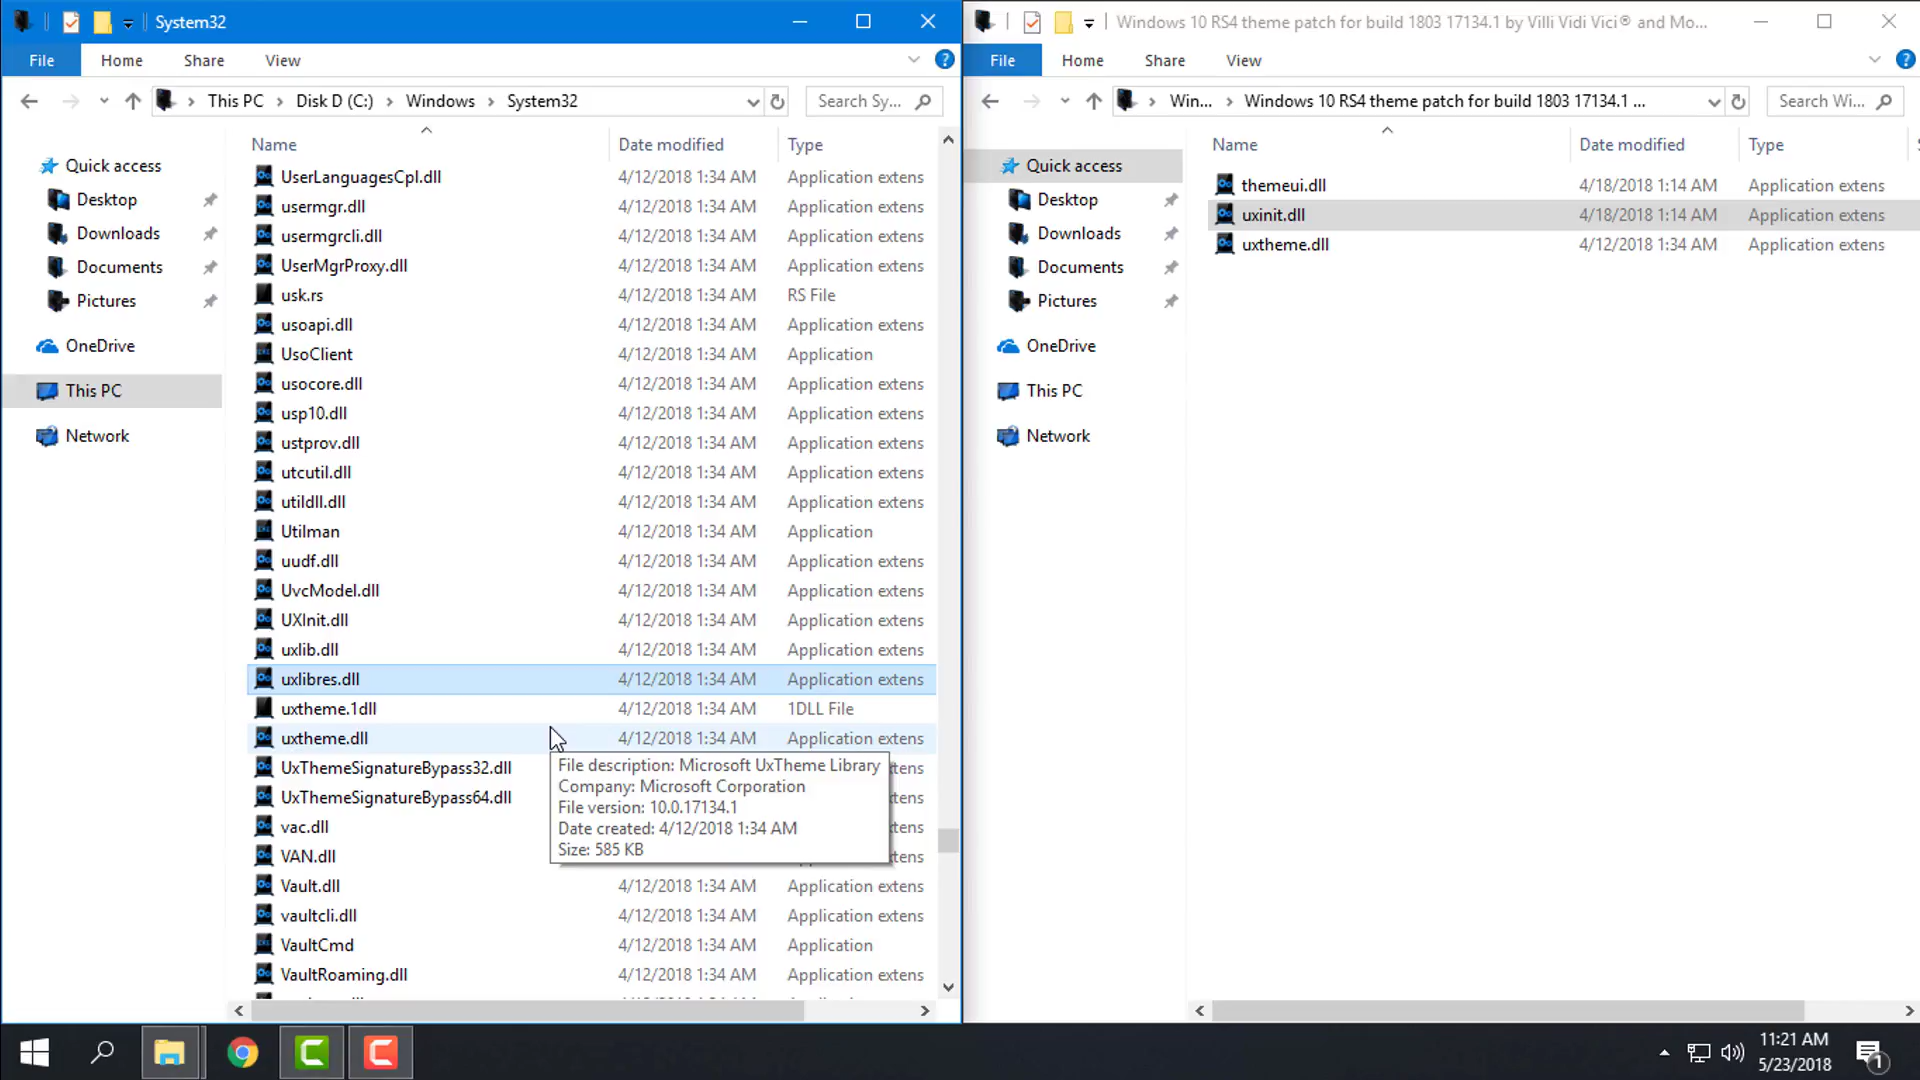 System32
File Home Share View
This PC > Disk D (C:) > Windows > System32
Search Sy...
Name Date modified Type
Quick access
Desktop
Downloads
Documents
Pictures
OneDrive
This PC
Network
UserLanguagesCpl.dll 4/12/2018 1:34 AM Application extens
usermgr.dll 4/12/2018 1:34 AM Application extens
usermgrcli.dll 4/12/2018 1:34 AM Application extens
UserMgrProxy.dll 4/12/2018 1:34 AM Application extens
usk.rs 4/12/2018 1:34 AM RS File
usoapi.dll 4/12/2018 1:34 AM Application extens
UsoClient 4/12/2018 1:34 AM Application
usocore.dll 4/12/2018 1:34 AM Application extens
usp10.dll 4/12/2018 1:34 AM Application extens
ustprov.dll 4/12/2018 1:34 AM Application extens
utcutil.dll 4/12/2018 1:34 AM Application extens
utildll.dll 4/12/2018 1:34 AM Application extens
Utilman 4/12/2018 1:34 AM Application
uudf.dll 4/12/2018 1:34 AM Application extens
UvcModel.dll 4/12/2018 1:34 AM Application extens
UXInit.dll 4/12/2018 1:34 AM Application extens
uxlib.dll 4/12/2018 1:34 AM Application extens
uxlibres.dll 4/12/2018 1:34 AM Application extens
uxtheme.1dll 4/12/2018 1:34 AM 1DLL File
uxtheme.dll 4/12/2018 1:34 AM Application extens
UxThemeSignatureBypass32.dll tens
UxThemeSignatureBypass64.dll tens
vac.dll tens
VAN.dll tens
Vault.dll 4/12/2018 1:34 AM Application extens
vaultcli.dll 4/12/2018 1:34 AM Application extens
VaultCmd 4/12/2018 1:34 AM Application
VaultRoaming.dll 4/12/2018 1:34 AM Application extens
File description: Microsoft UxTheme Library
Company: Microsoft Corporation
File version: 10.0.17134.1
Date created: 4/12/2018 1:34 AM
Size: 585 KB
Windows 10 RS4 theme patch for build 1803 17134.1 by Villi Vidi Vici® and Mo...
File Home Share View
Win... > Windows 10 RS4 theme patch for build 1803 17134.1 ...
Search Wi...
Name Date modified Type
Quick access
Desktop
Downloads
Documents
Pictures
OneDrive
This PC
Network
themeui.dll 4/18/2018 1:14 AM Application extens
uxinit.dll 4/18/2018 1:14 AM Application extens
uxtheme.dll 4/12/2018 1:34 AM Application extens
11:21 AM
5/23/2018
1